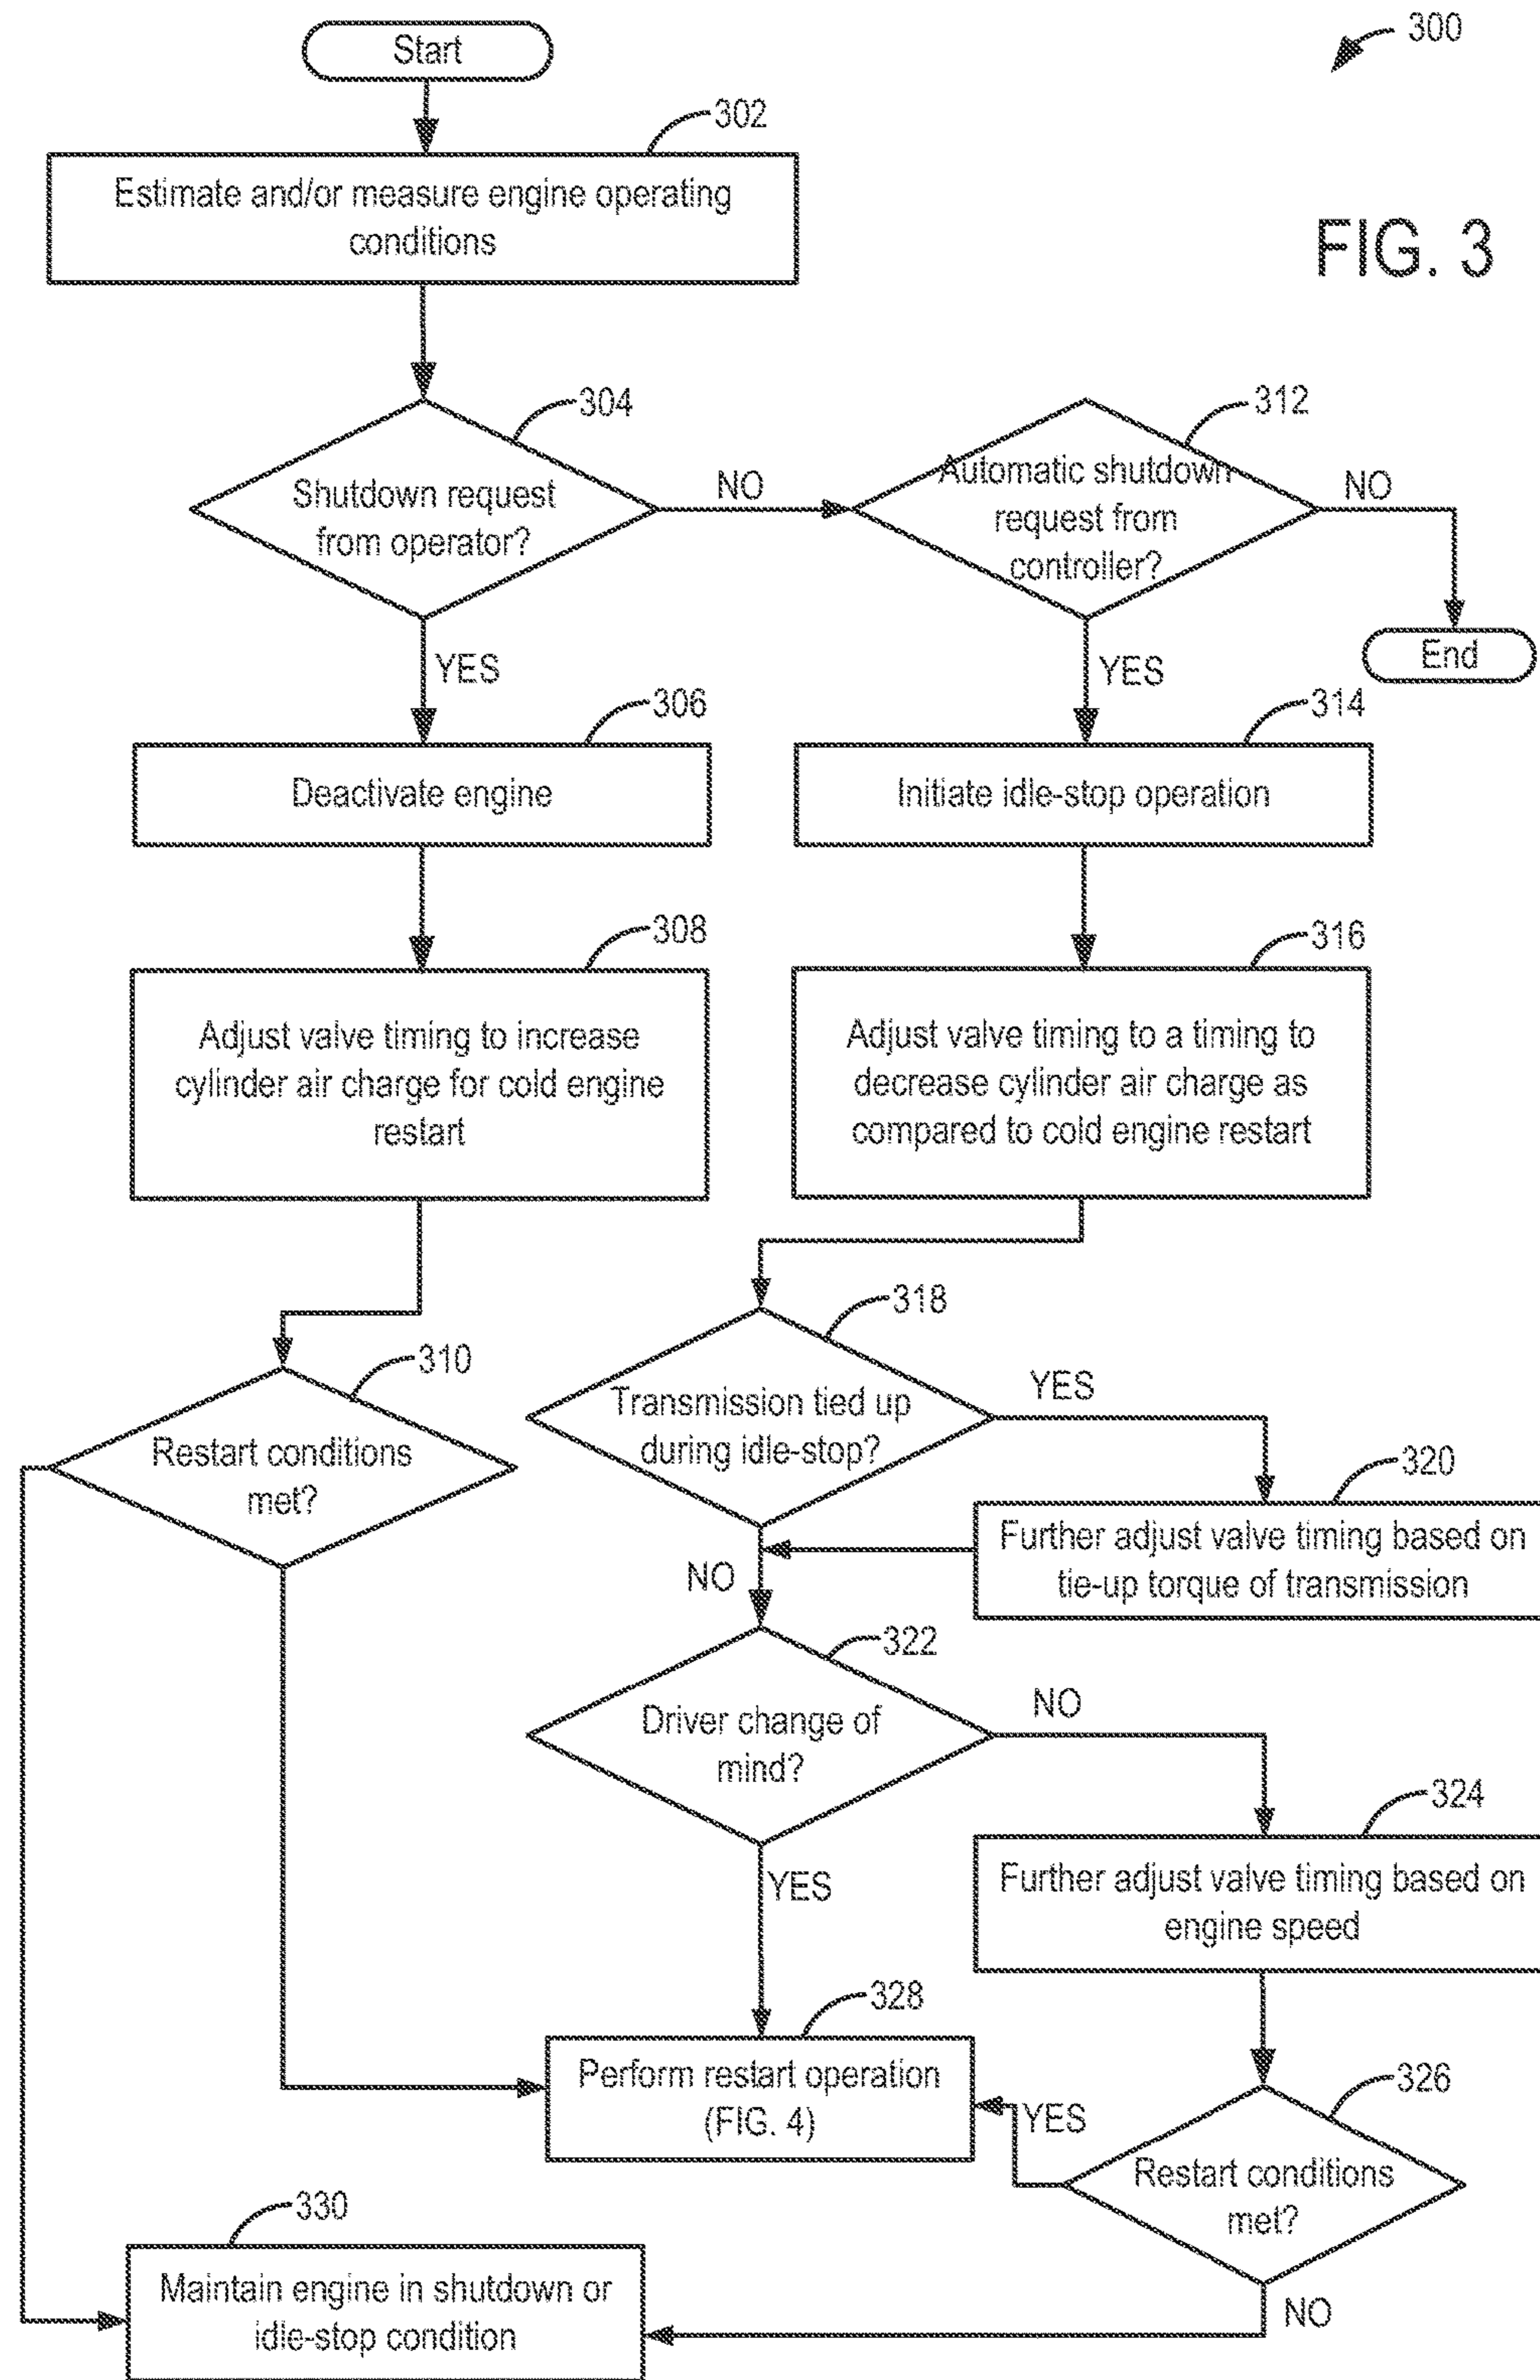 Start
300
302
Estimate and/or measure engine operating
conditions
FIG. 3
304
Shutdown request
from operator?
NO
312
Automatic shutdown
request from
controller?
NO
End
YES
YES
306
Deactivate engine
314
Initiate idle-stop operation
308
Adjust valve timing to increase
cylinder air charge for cold engine
restart
316
Adjust valve timing to a timing to
decrease cylinder air charge as
compared to cold engine restart
310
Restart conditions
met?
318
Transmission tied up
during idle-stop?
YES
320
Further adjust valve timing based on
tie-up torque of transmission
NO
322
Driver change of
mind?
NO
324
Further adjust valve timing based on
engine speed
YES
328
Perform restart operation
(FIG. 4)
YES
326
Restart conditions
met?
NO
330
Maintain engine in shutdown or
idle-stop condition